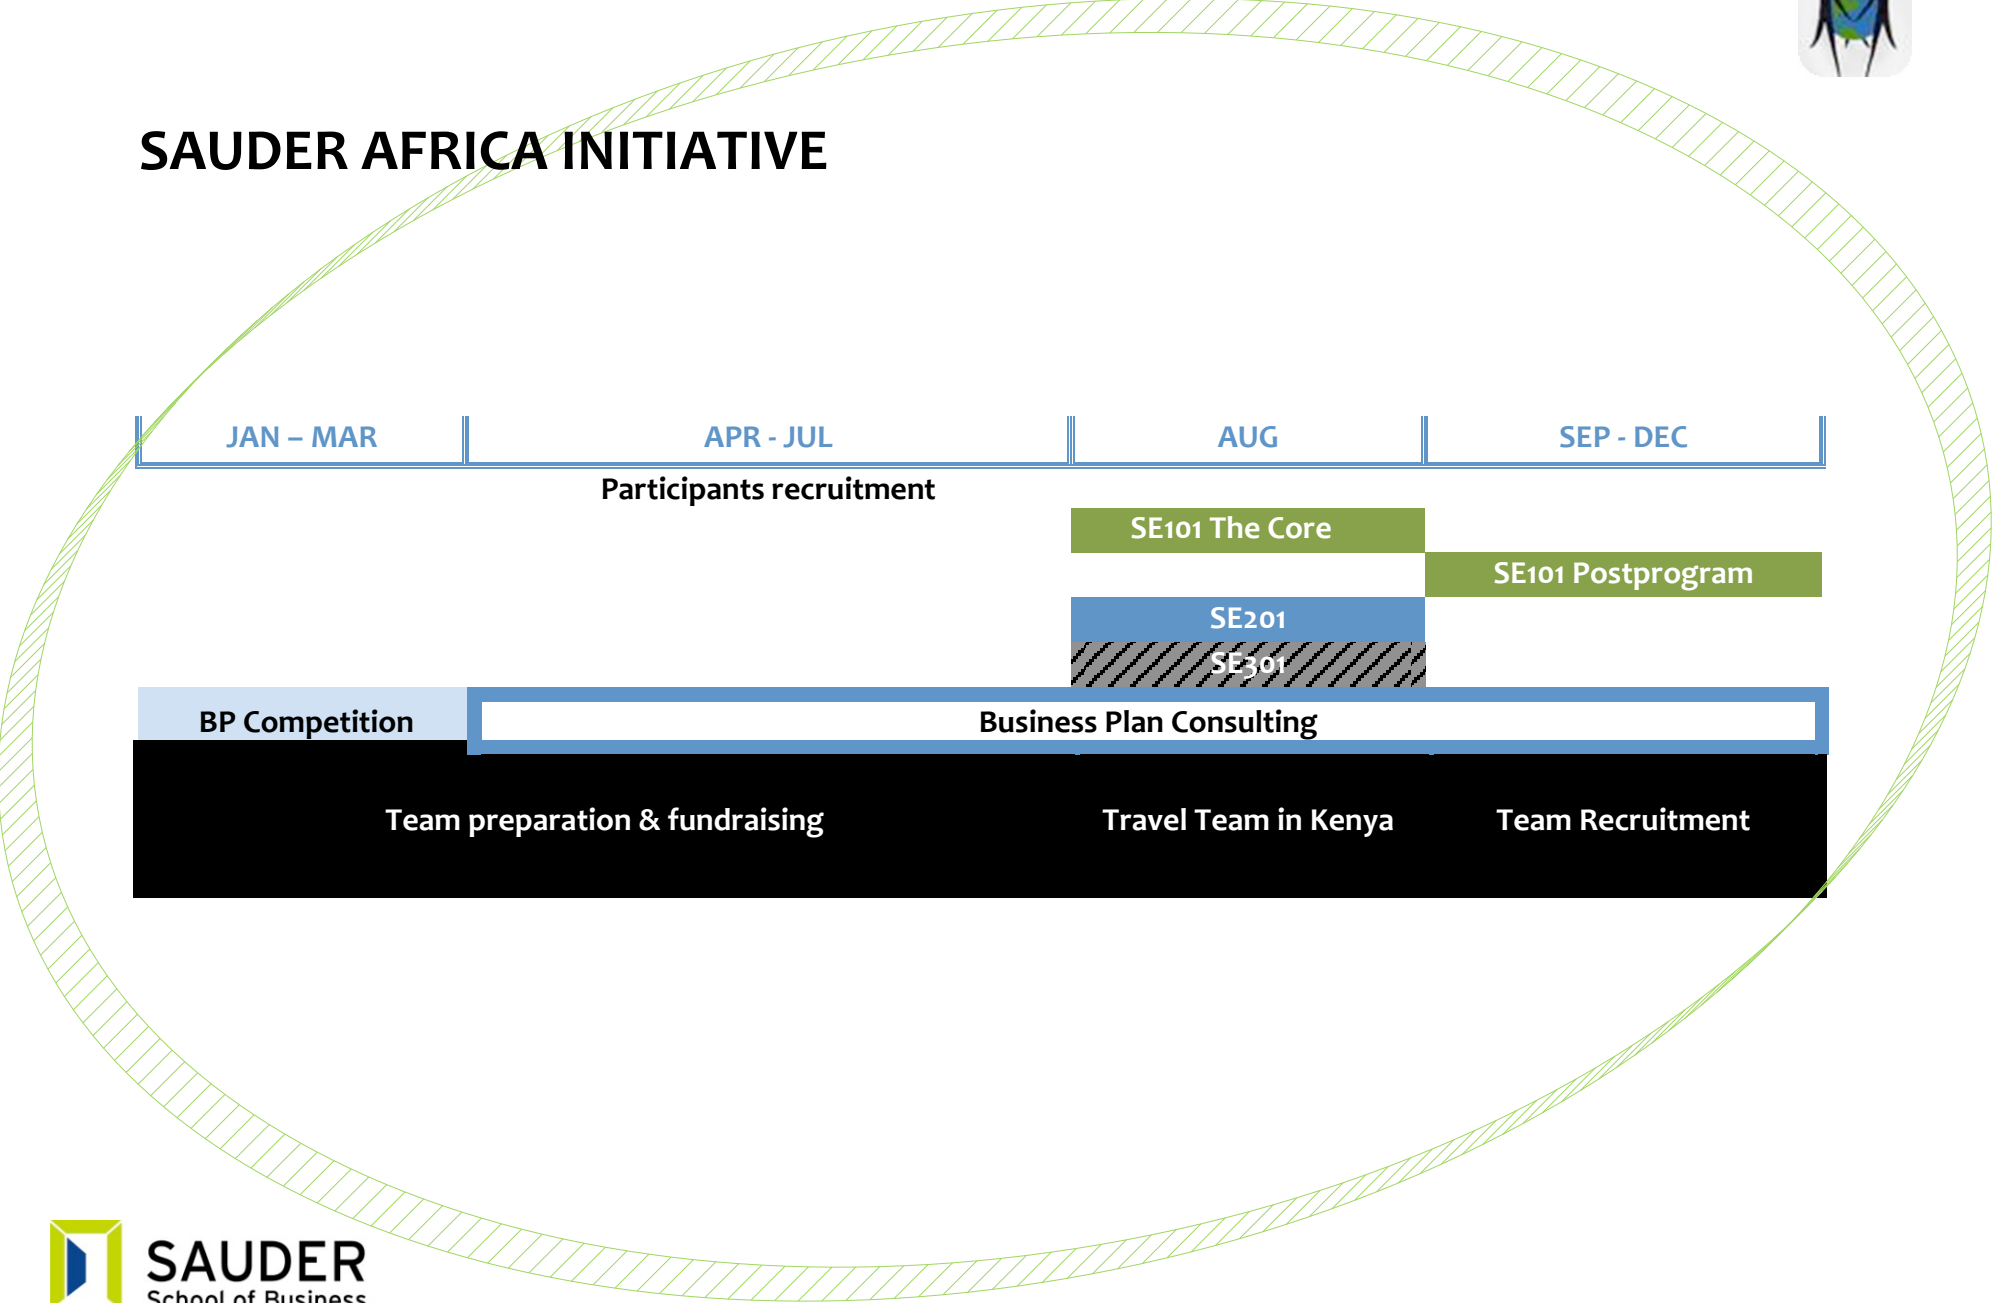 SAUDER AFRICA INITIATIVE
JAN – MAR APR - JUL AUG SEP - DEC
Participants recruitment
SE101 The Core
SE101 Postprogram
SE201
SE301
BP Competition Business Plan Consulting
Team preparation & fundraising Travel Team in Kenya Team Recruitment
SAUDER
School of Business